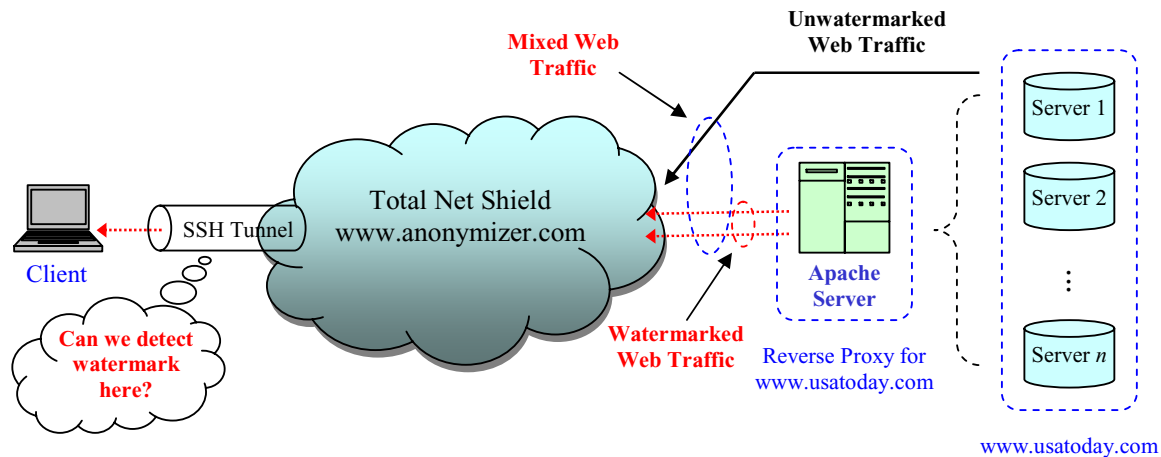 Unwatermarked
Web Traffic
Mixed Web
Traffic
Server 1
Server 2
⋮
Server n
Total Net Shield
www.anonymizer.com
SSH Tunnel
Client
Apache
Server
Can we detect
watermark
here?
Watermarked
Web Traffic
Reverse Proxy for
www.usatoday.com
www.usatoday.com